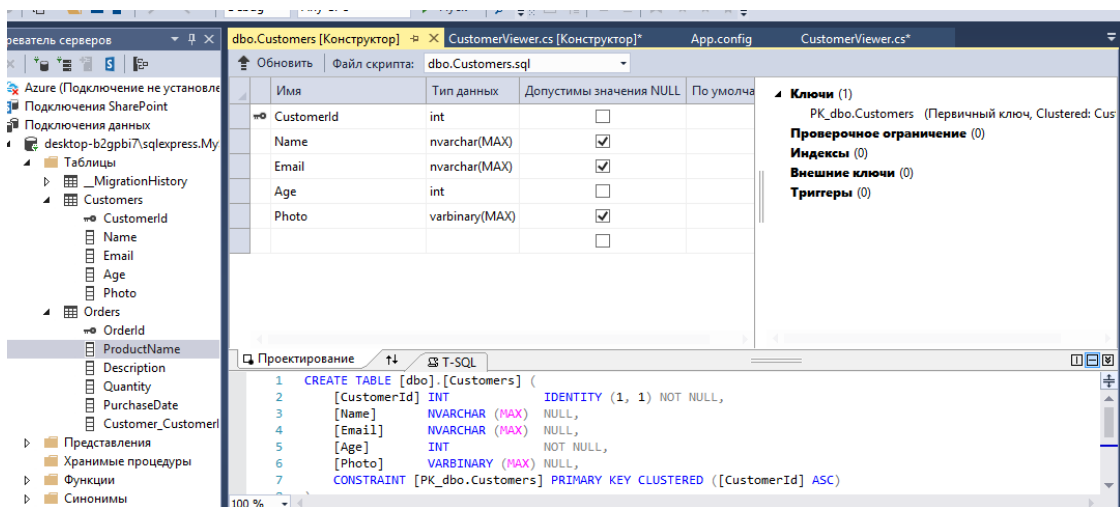 реватель серверов
dbo.Customers [Конструктор] CustomerViewer.cs [Конструктор]* App.config CustomerViewer.cs*
Обновить Файл скрипта: dbo.Customers.sql
Azure (Подключение не установле
Подключения SharePoint
Подключения данных
desktop-b2gpbi7\sqlexpress.My
Таблицы
__MigrationHistory
Customers
CustomerId
Name
Email
Age
Photo
Orders
OrderId
ProductName
Description
Quantity
PurchaseDate
Customer_CustomerI
Представления
Хранимые процедуры
Функции
Синонимы
Имя Тип данных Допустимы значения NULL По умолча
CustomerId int
Name nvarchar(MAX)
Email nvarchar(MAX)
Age int
Photo varbinary(MAX)
Ключи (1)
PK_dbo.Customers (Первичный ключ, Clustered: Cus
Проверочное ограничение (0)
Индексы (0)
Внешние ключи (0)
Триггеры (0)
Проектирование T-SQL
1 CREATE TABLE [dbo].[Customers] (
2 [CustomerId] INT IDENTITY (1, 1) NOT NULL,
3 [Name] NVARCHAR (MAX) NULL,
4 [Email] NVARCHAR (MAX) NULL,
5 [Age] INT NOT NULL,
6 [Photo] VARBINARY (MAX) NULL,
7 CONSTRAINT [PK_dbo.Customers] PRIMARY KEY CLUSTERED ([CustomerId] ASC)
100 %